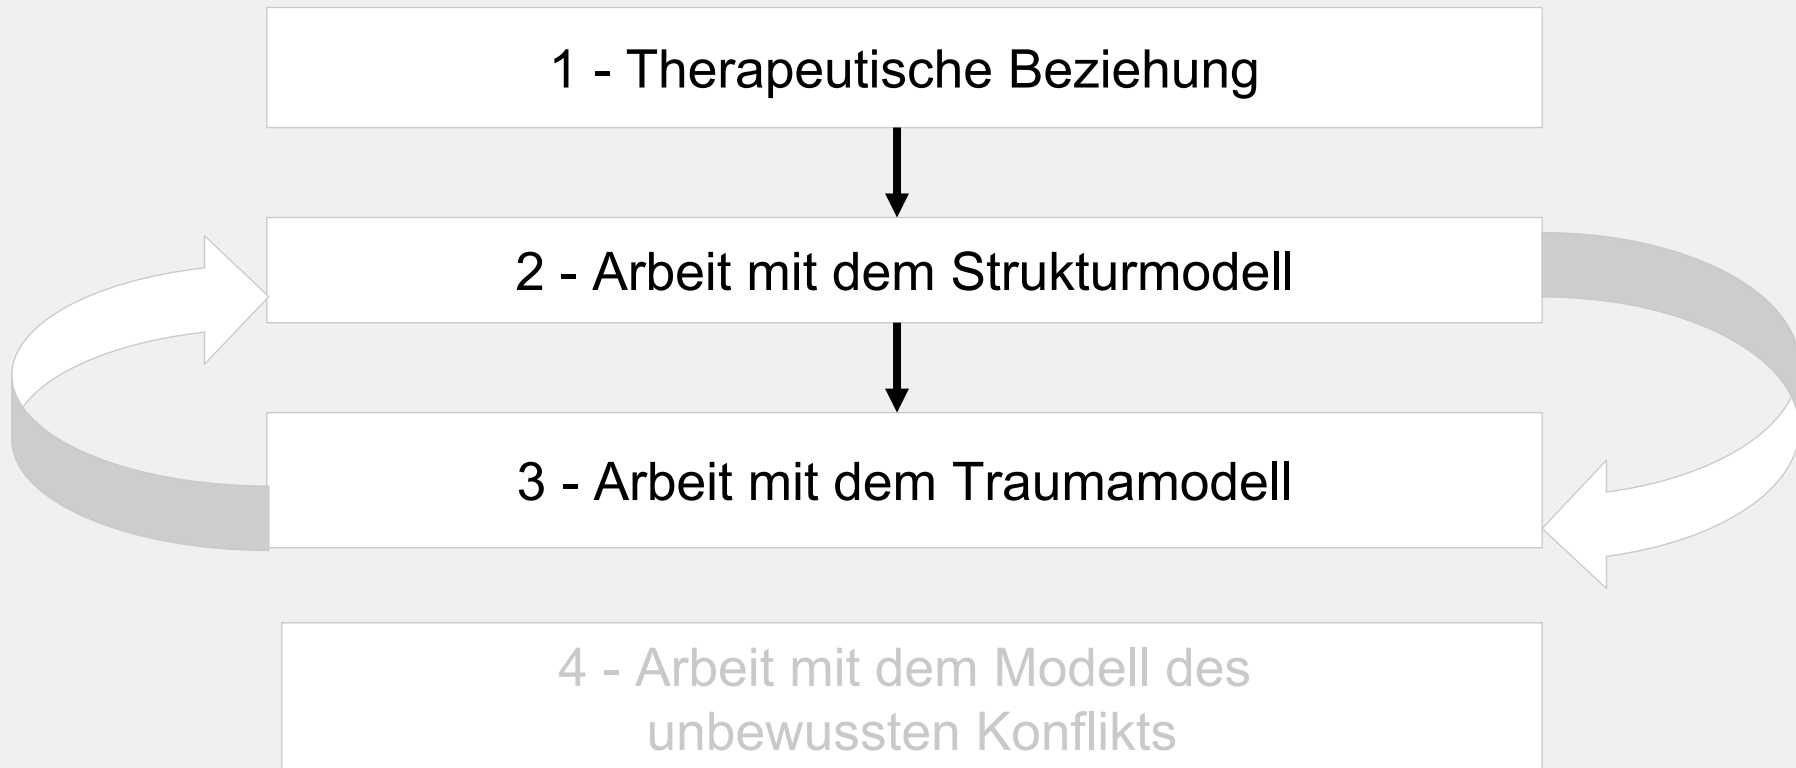 1 - Therapeutische Beziehung
2 - Arbeit mit dem Strukturmodell
3 - Arbeit mit dem Traumamodell
4 - Arbeit mit dem Modell des
unbewussten Konflikts